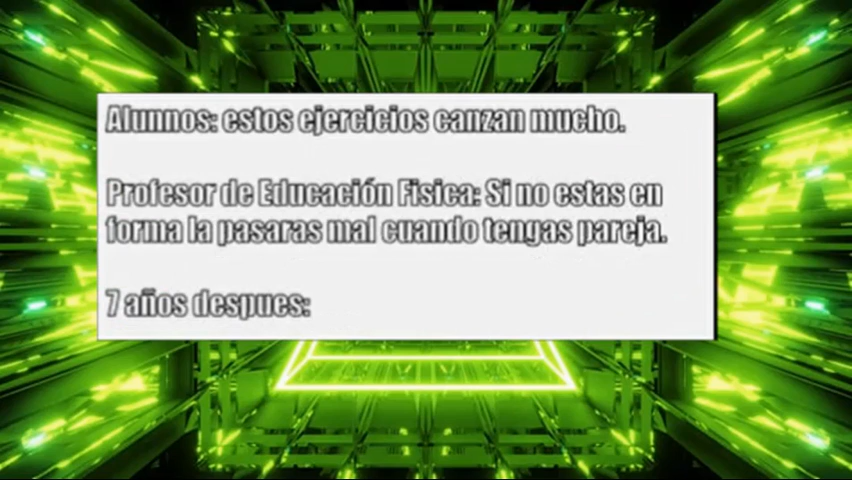 Alunnos: estos ejercicios canzan mucho.
Profesor de Educación Fisica: Si no estas en
forma la pasaras mal cuando tengas pareja.
7 años despues: